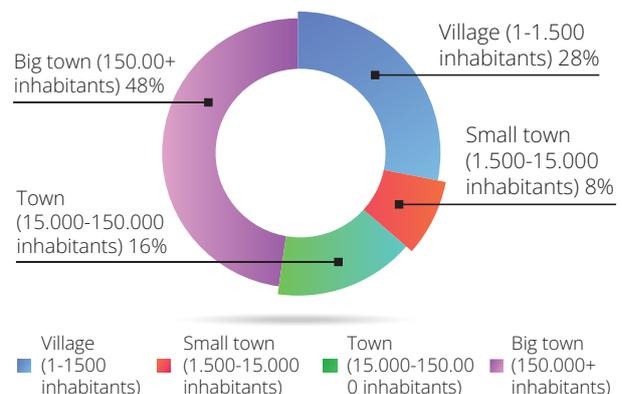 Village (1-1.500
inhabitants) 28%
Big town (150.00+
inhabitants) 48%
Small town
(1.500-15.000
inhabitants) 8%
Town
(15.000-150.000
inhabitants) 16%
Village
(1-1500
inhabitants)
Small town
(1.500-15.000
inhabitants)
Town
(15.000-150.00
0 inhabitants)
Big town
(150.000+
inhabitants)